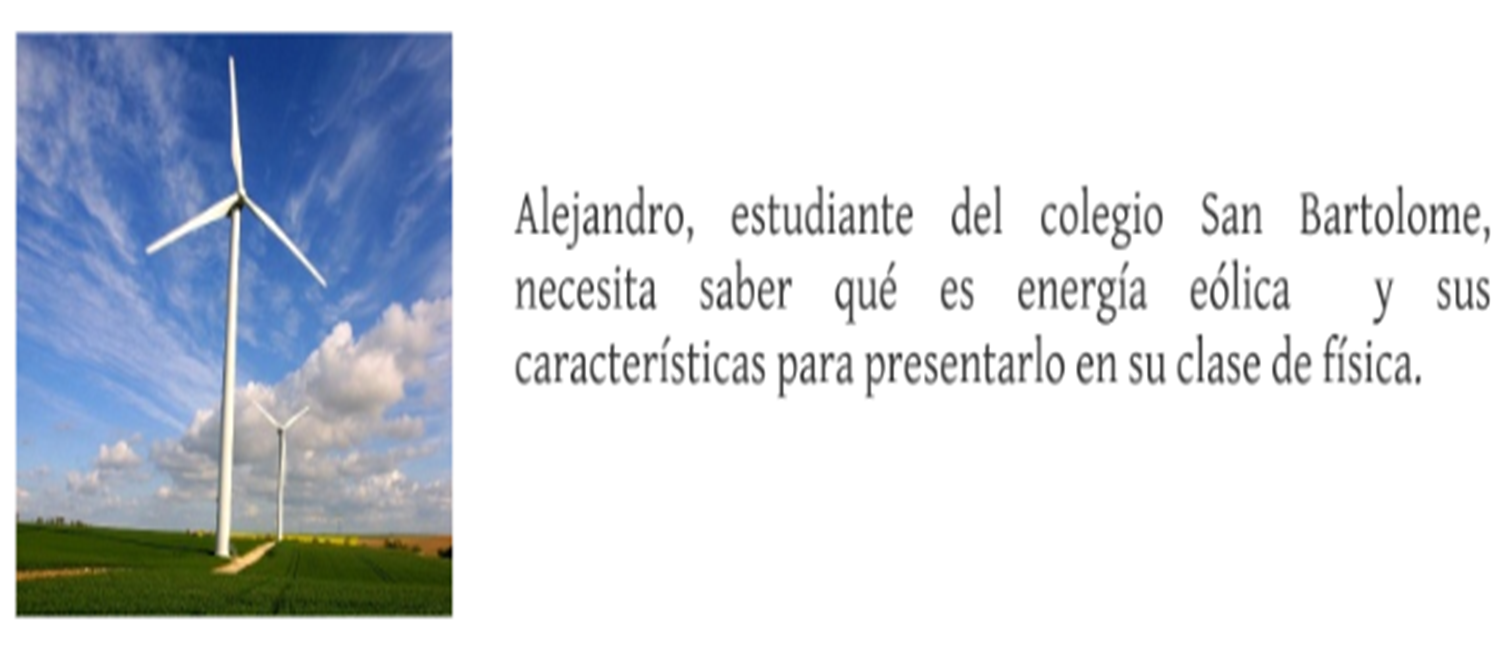 Alejandro, estudiante del colegio San Bartolome,
necesita saber qué es energía eólica y sus
características para presentarlo en su clase de física.